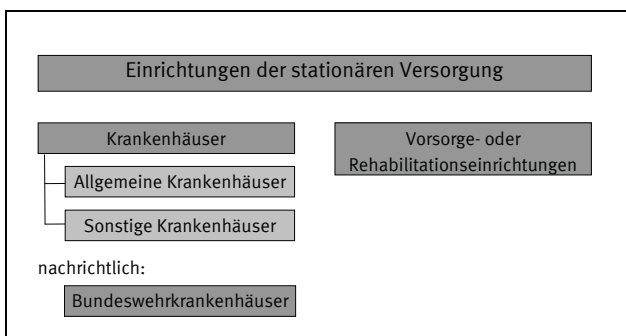 Einrichtungen der stationären Versorgung
Krankenhäuser
Allgemeine Krankenhäuser
Sonstige Krankenhäuser
nachrichtlich:
Bundeswehrkrankenhäuser
Vorsorge- oder
Rehabilitationseinrichtungen